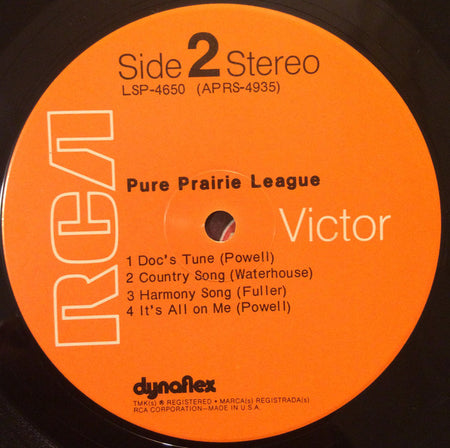 Side 2 Stereo
LSP-4650 (APRS-4935)
RCA
Pure Prairie League
Victor
1 Doc's Tune (Powell)
2 Country Song (Waterhouse)
3 Harmony Song (Fuller)
4 It's All on Me (Powell)
dynaflex
TMK(s) ® REGISTERED • MARCA(s) REGISTRADA(s)
RCA CORPORATION—MADE IN U.S.A.